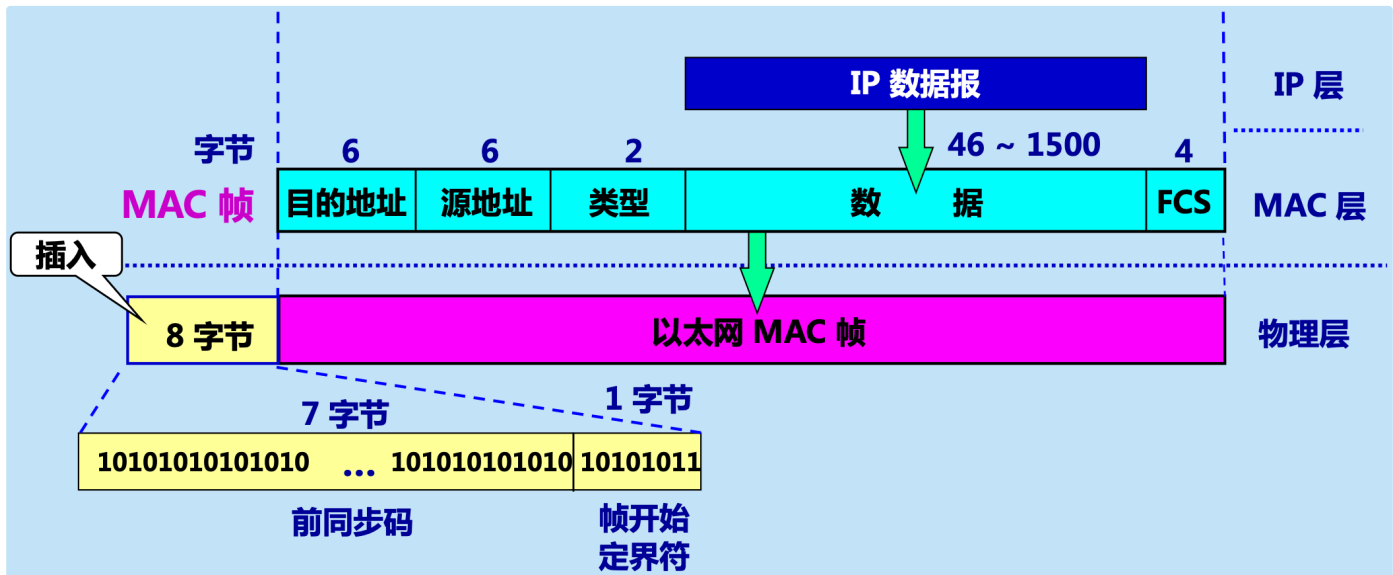 IP 数据报
IP 层
字节 6 6 2 46 ~ 1500 4
MAC 帧 目的地址 源地址 类型 数 据 FCS MAC 层
插入
8 字节 以太网 MAC 帧 物理层
7 字节 1 字节
10101010101010 ... 101010101010 10101011
前同步码 帧开始
定界符